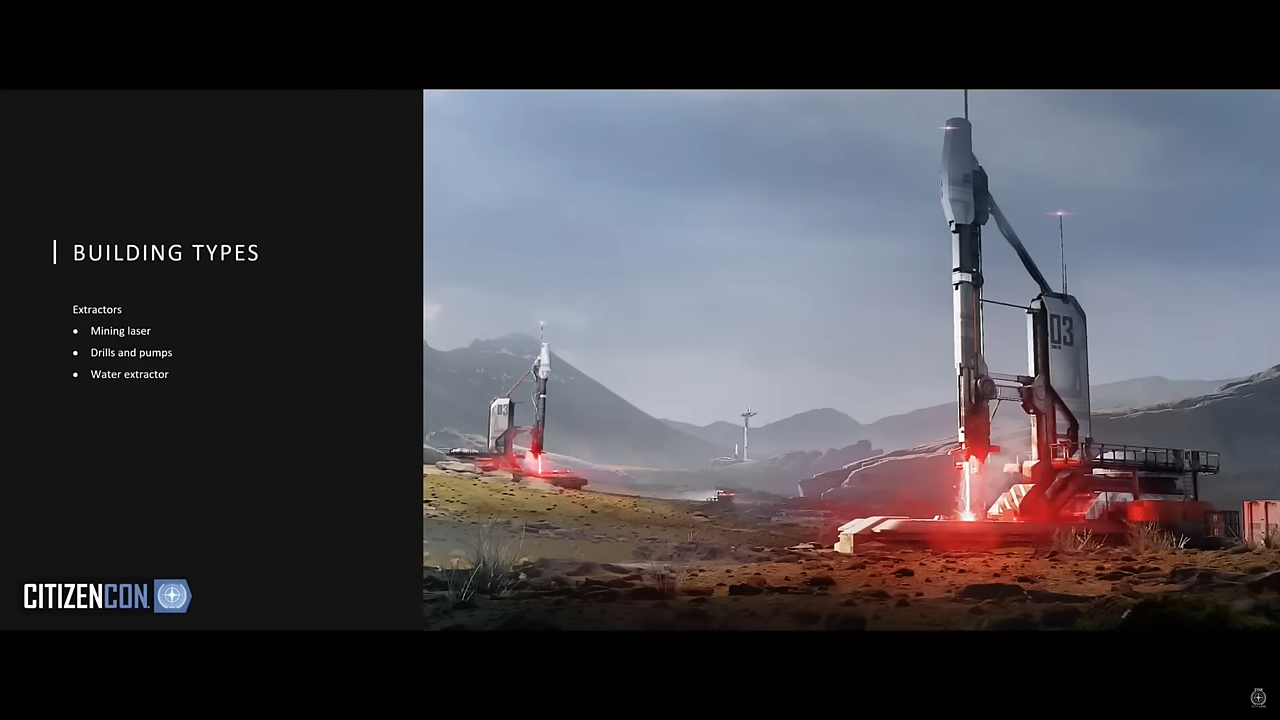 BUILDING TYPES
Extractors
• Mining laser
• Drills and pumps
• Water extractor
CITIZENCON
03
03